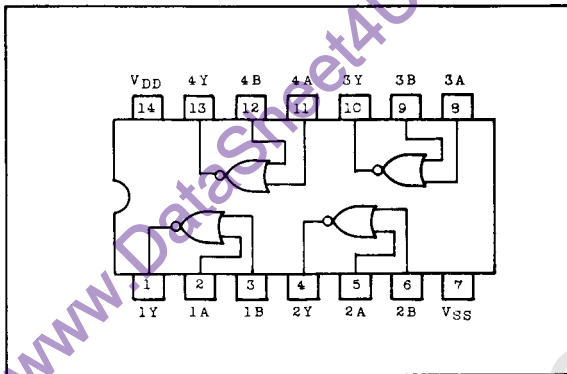 VDD 4Y 4B 4A 3Y 3B 3A
14 13 12 11 10 9 8
1 2 3 4 5 6 7
1Y 1A 1B 2Y 2A 2B VSS
www.DataSheet4U